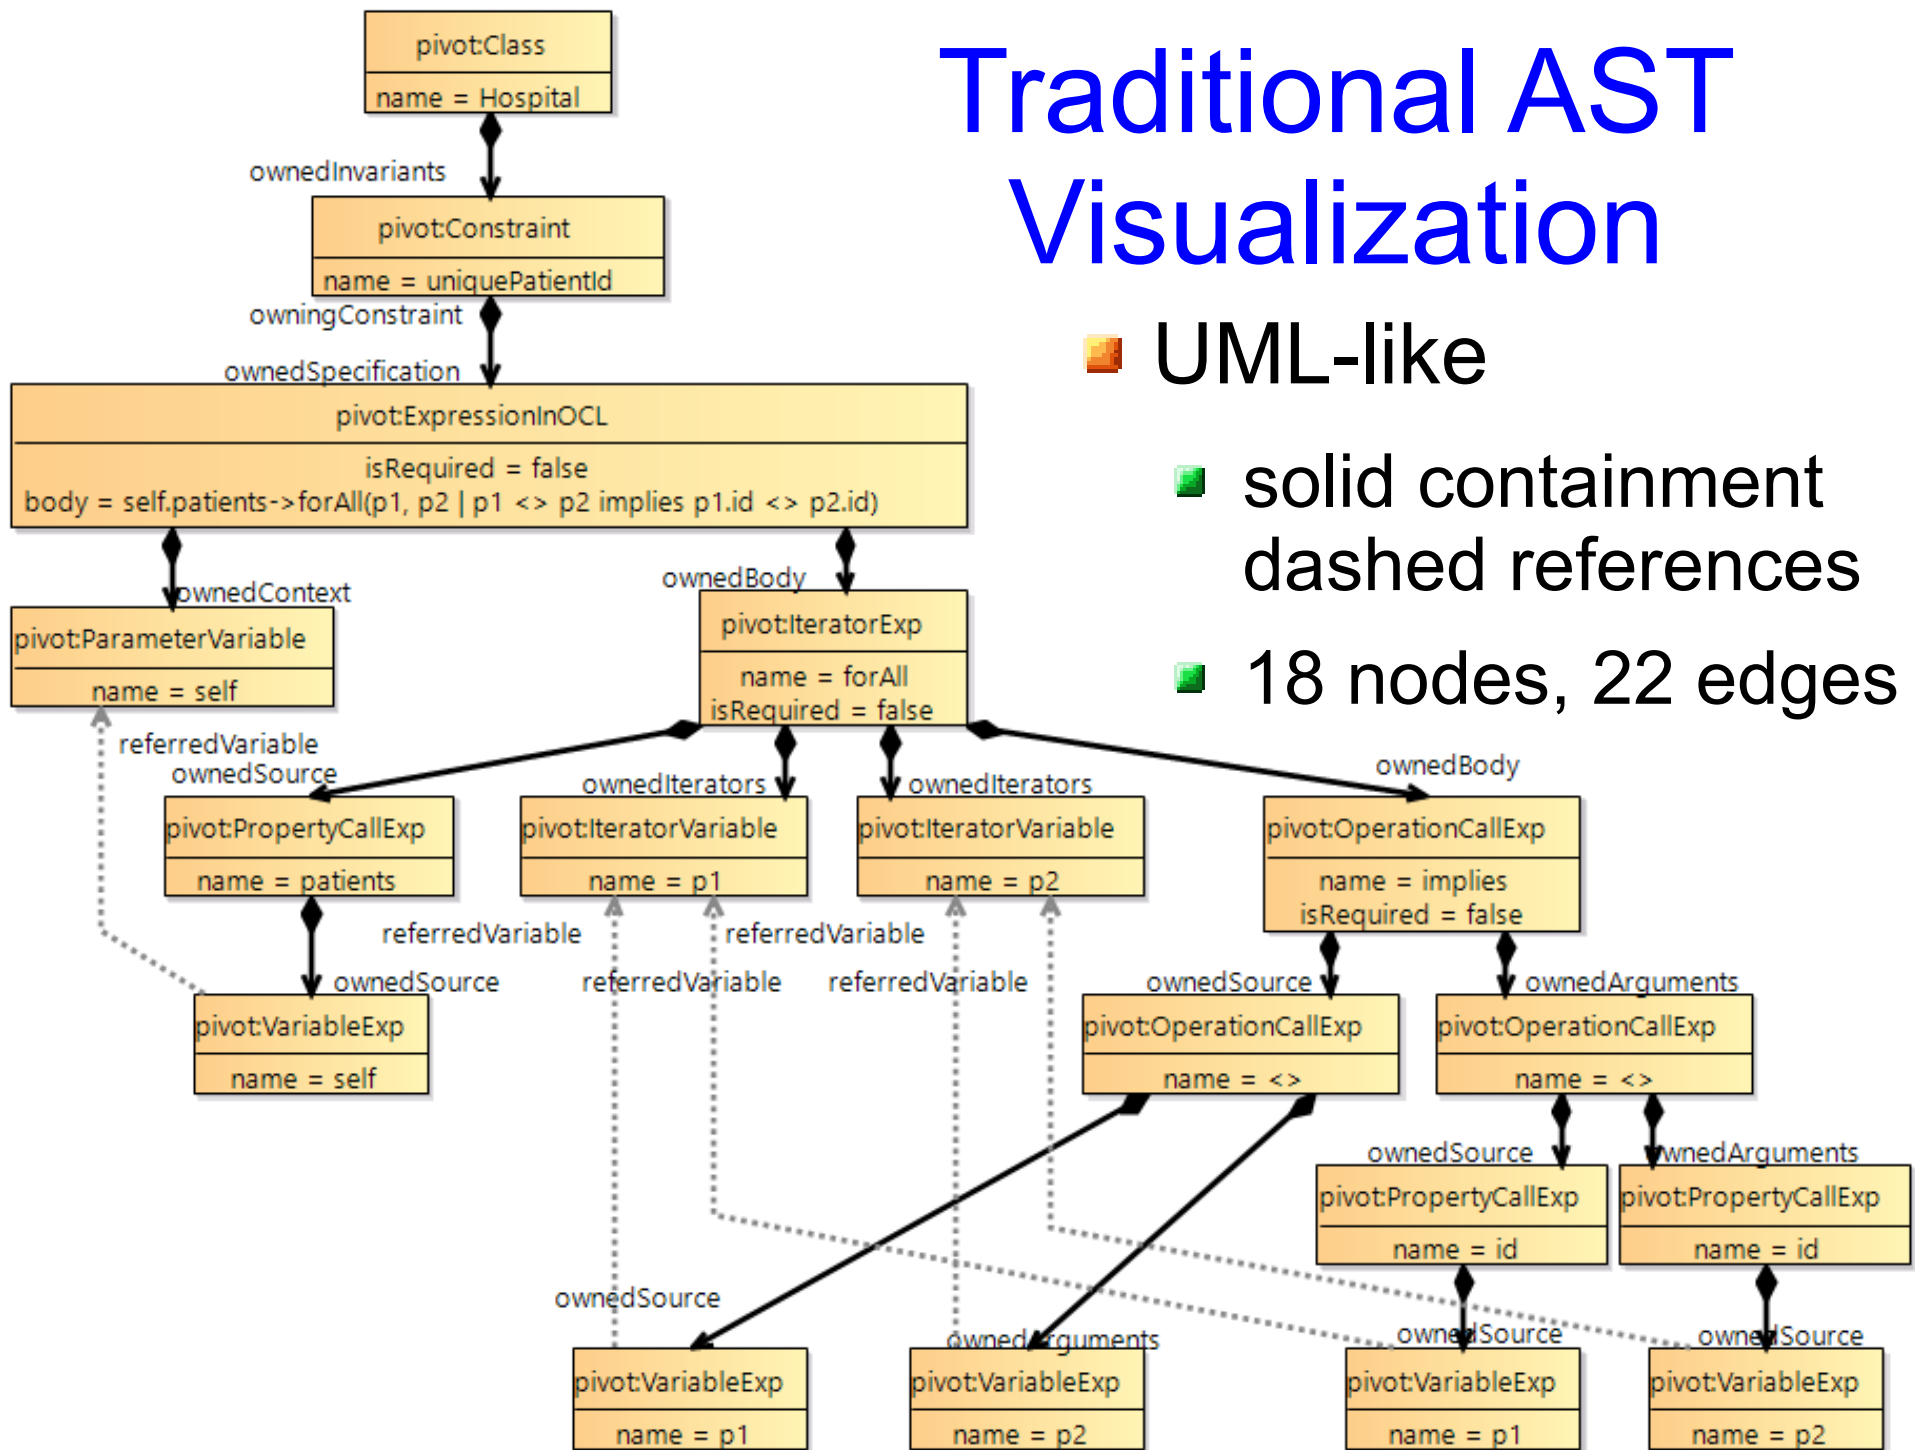 Traditional AST
Visualization
UML-like
solid containment
dashed references
18 nodes, 22 edges
pivot:Class
name = Hospital
ownedInvariants
pivot:Constraint
name = uniquePatientId
owningConstraint
ownedSpecification
pivot:ExpressionInOCL
isRequired = false
body = self.patients->forAll(p1, p2 | p1 <> p2 implies p1.id <> p2.id)
ownedContext
ownedBody
pivot:ParameterVariable
name = self
pivot:IteratorExp
name = forAll
isRequired = false
referredVariable
ownedSource
ownedIterators
ownedIterators
ownedBody
pivot:PropertyCallExp
name = patients
pivot:IteratorVariable
name = p1
pivot:IteratorVariable
name = p2
pivot:OperationCallExp
name = implies
isRequired = false
referredVariable
referredVariable
ownedSource
referredVariable
referredVariable
ownedSource
ownedArguments
pivot:VariableExp
name = self
pivot:OperationCallExp
name = <>
pivot:OperationCallExp
name = <>
ownedSource
ownedArguments
pivot:PropertyCallExp
name = id
pivot:PropertyCallExp
name = id
ownedSource
ownedArguments
ownedSource
ownedSource
pivot:VariableExp
name = p1
pivot:VariableExp
name = p2
pivot:VariableExp
name = p1
pivot:VariableExp
name = p2